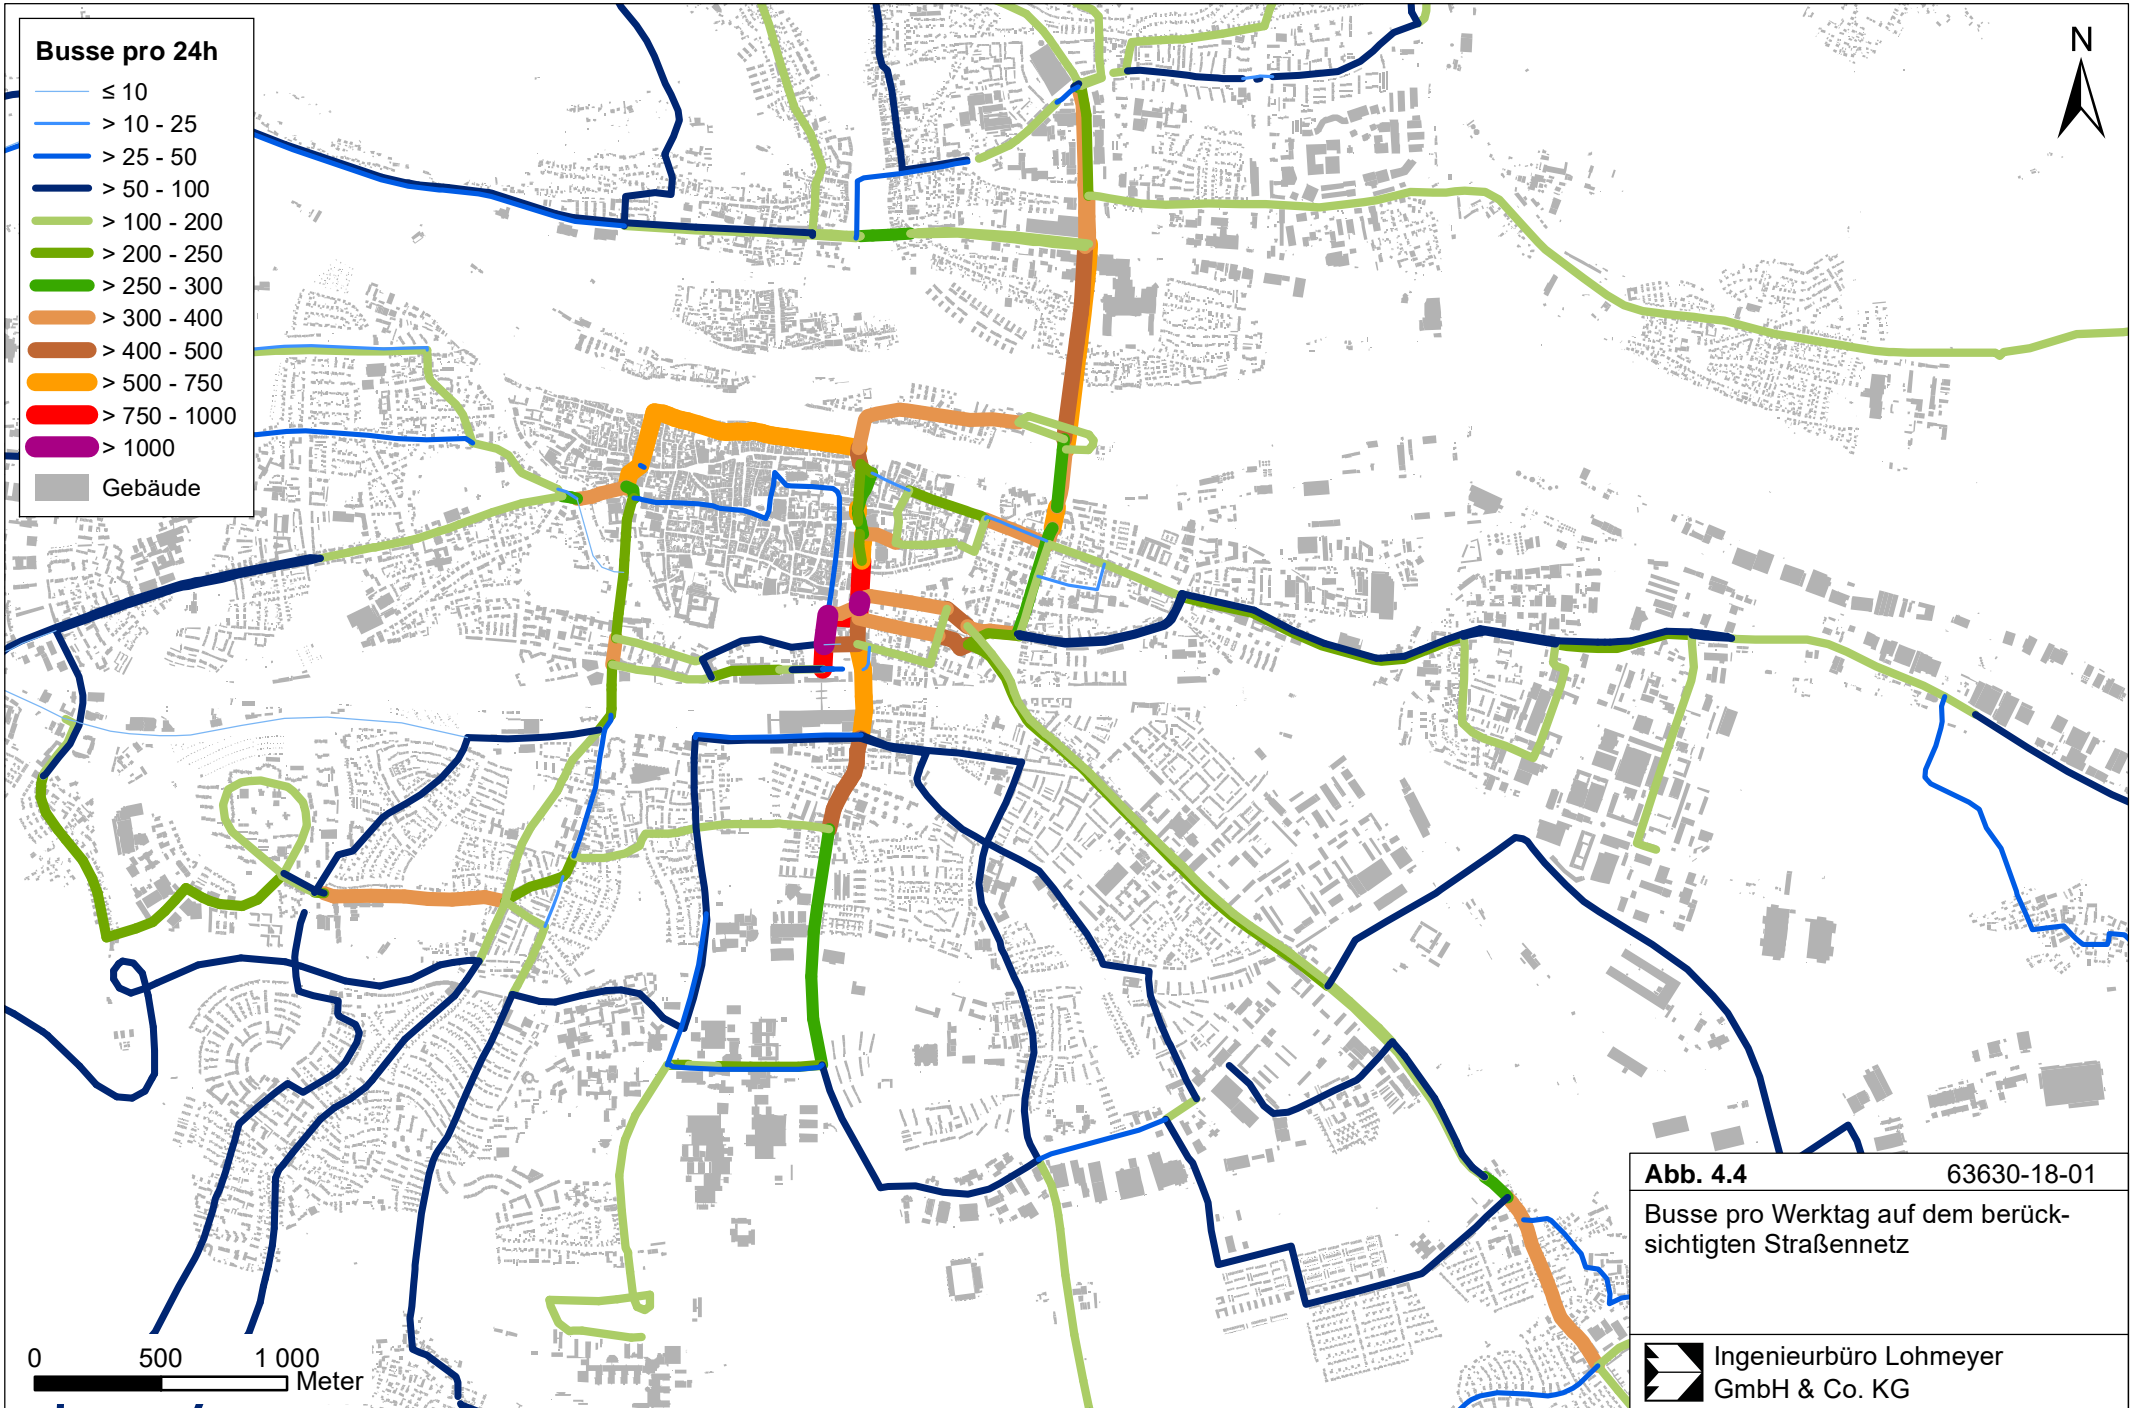 Busse pro 24h
≤ 10
> 10 - 25
> 25 - 50
> 50 - 100
> 100 - 200
> 200 - 250
> 250 - 300
> 300 - 400
> 400 - 500
> 500 - 750
> 750 - 1000
> 1000
Gebäude
N
0 500 1 000
Meter
Abb. 4.4 63630-18-01
Busse pro Werktag auf dem berück-
sichtigten Straßennetz
Ingenieurbüro Lohmeyer
GmbH & Co. KG